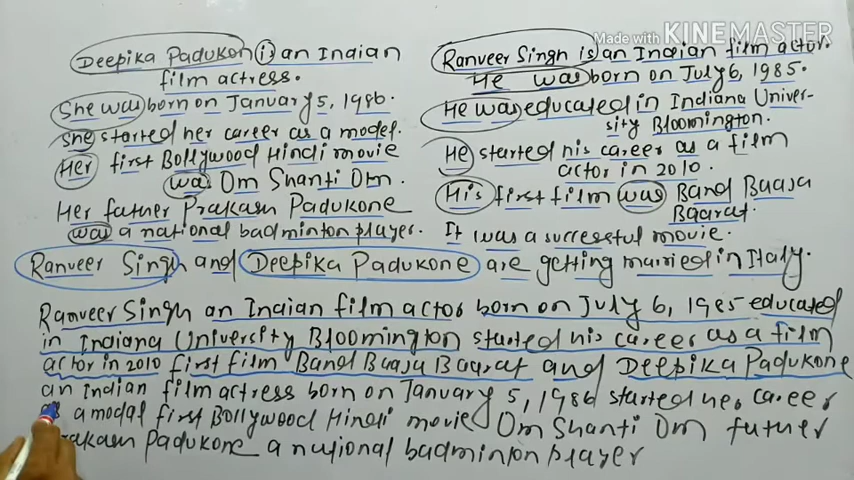 Made with KINEMASTER
Deepika Padukon is an Indian
film actress.
She was born on January 5, 1986.
She started her career as a model.
Her first Bollywood Hindi movie
was Om Shanti Om.
Her father Prakash Padukone
was a national badminton player.
Ranveer Singh is an Indian film actor.
He was born on July 6, 1985.
He was educated in Indiana Univer-
sity Bloomington.
He started his career as a film
actor in 2010.
His first film was Band Baaja
Baarat.
It was a successful movie.
Ranveer Singh and Deepika Padukone are getting married in Italy.
Ranveer Singh an Indian film actor born on July 6, 1985 educated
in Indiana University Bloomington started his career as a film
actor in 2010 first film Band Baaja Baarat and Deepika Padukone
an Indian film actress born on January 5, 1986 started her career
a model first Bollywood Hindi movie Om Shanti Om father
Prakash Padukone a national badminton player